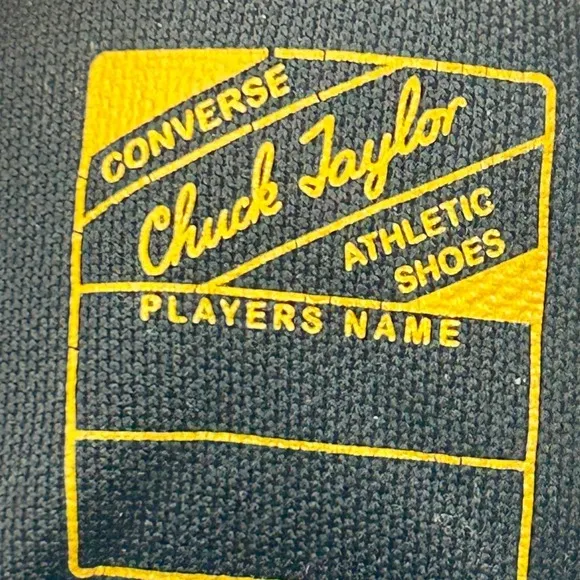 CONVERSE
Chuck Taylor
ATHLETIC
SHOES
PLAYERS NAME